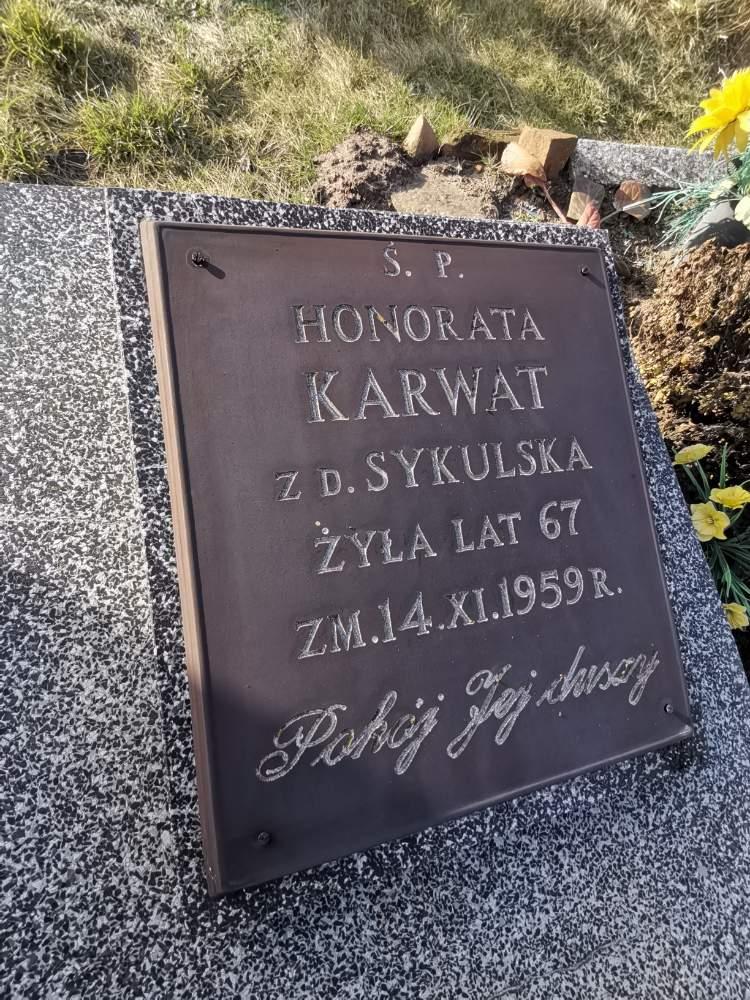 Ś. P.
HONORATA
KARWAT
Z D. SYKULSKA
ŻYŁA LAT 67
ZM. 14.XI.1959 R.
Pokój Jej duszy